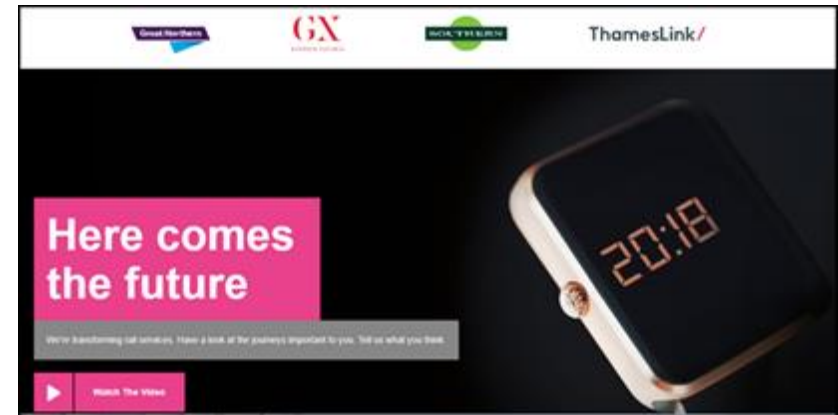 Great Northern
GX
SOUTHERN
ThamesLink/
20:18
Here comes
the future
We're transforming rail services. Have a look at the journeys important to you. Tell us what you think.
Watch The Video